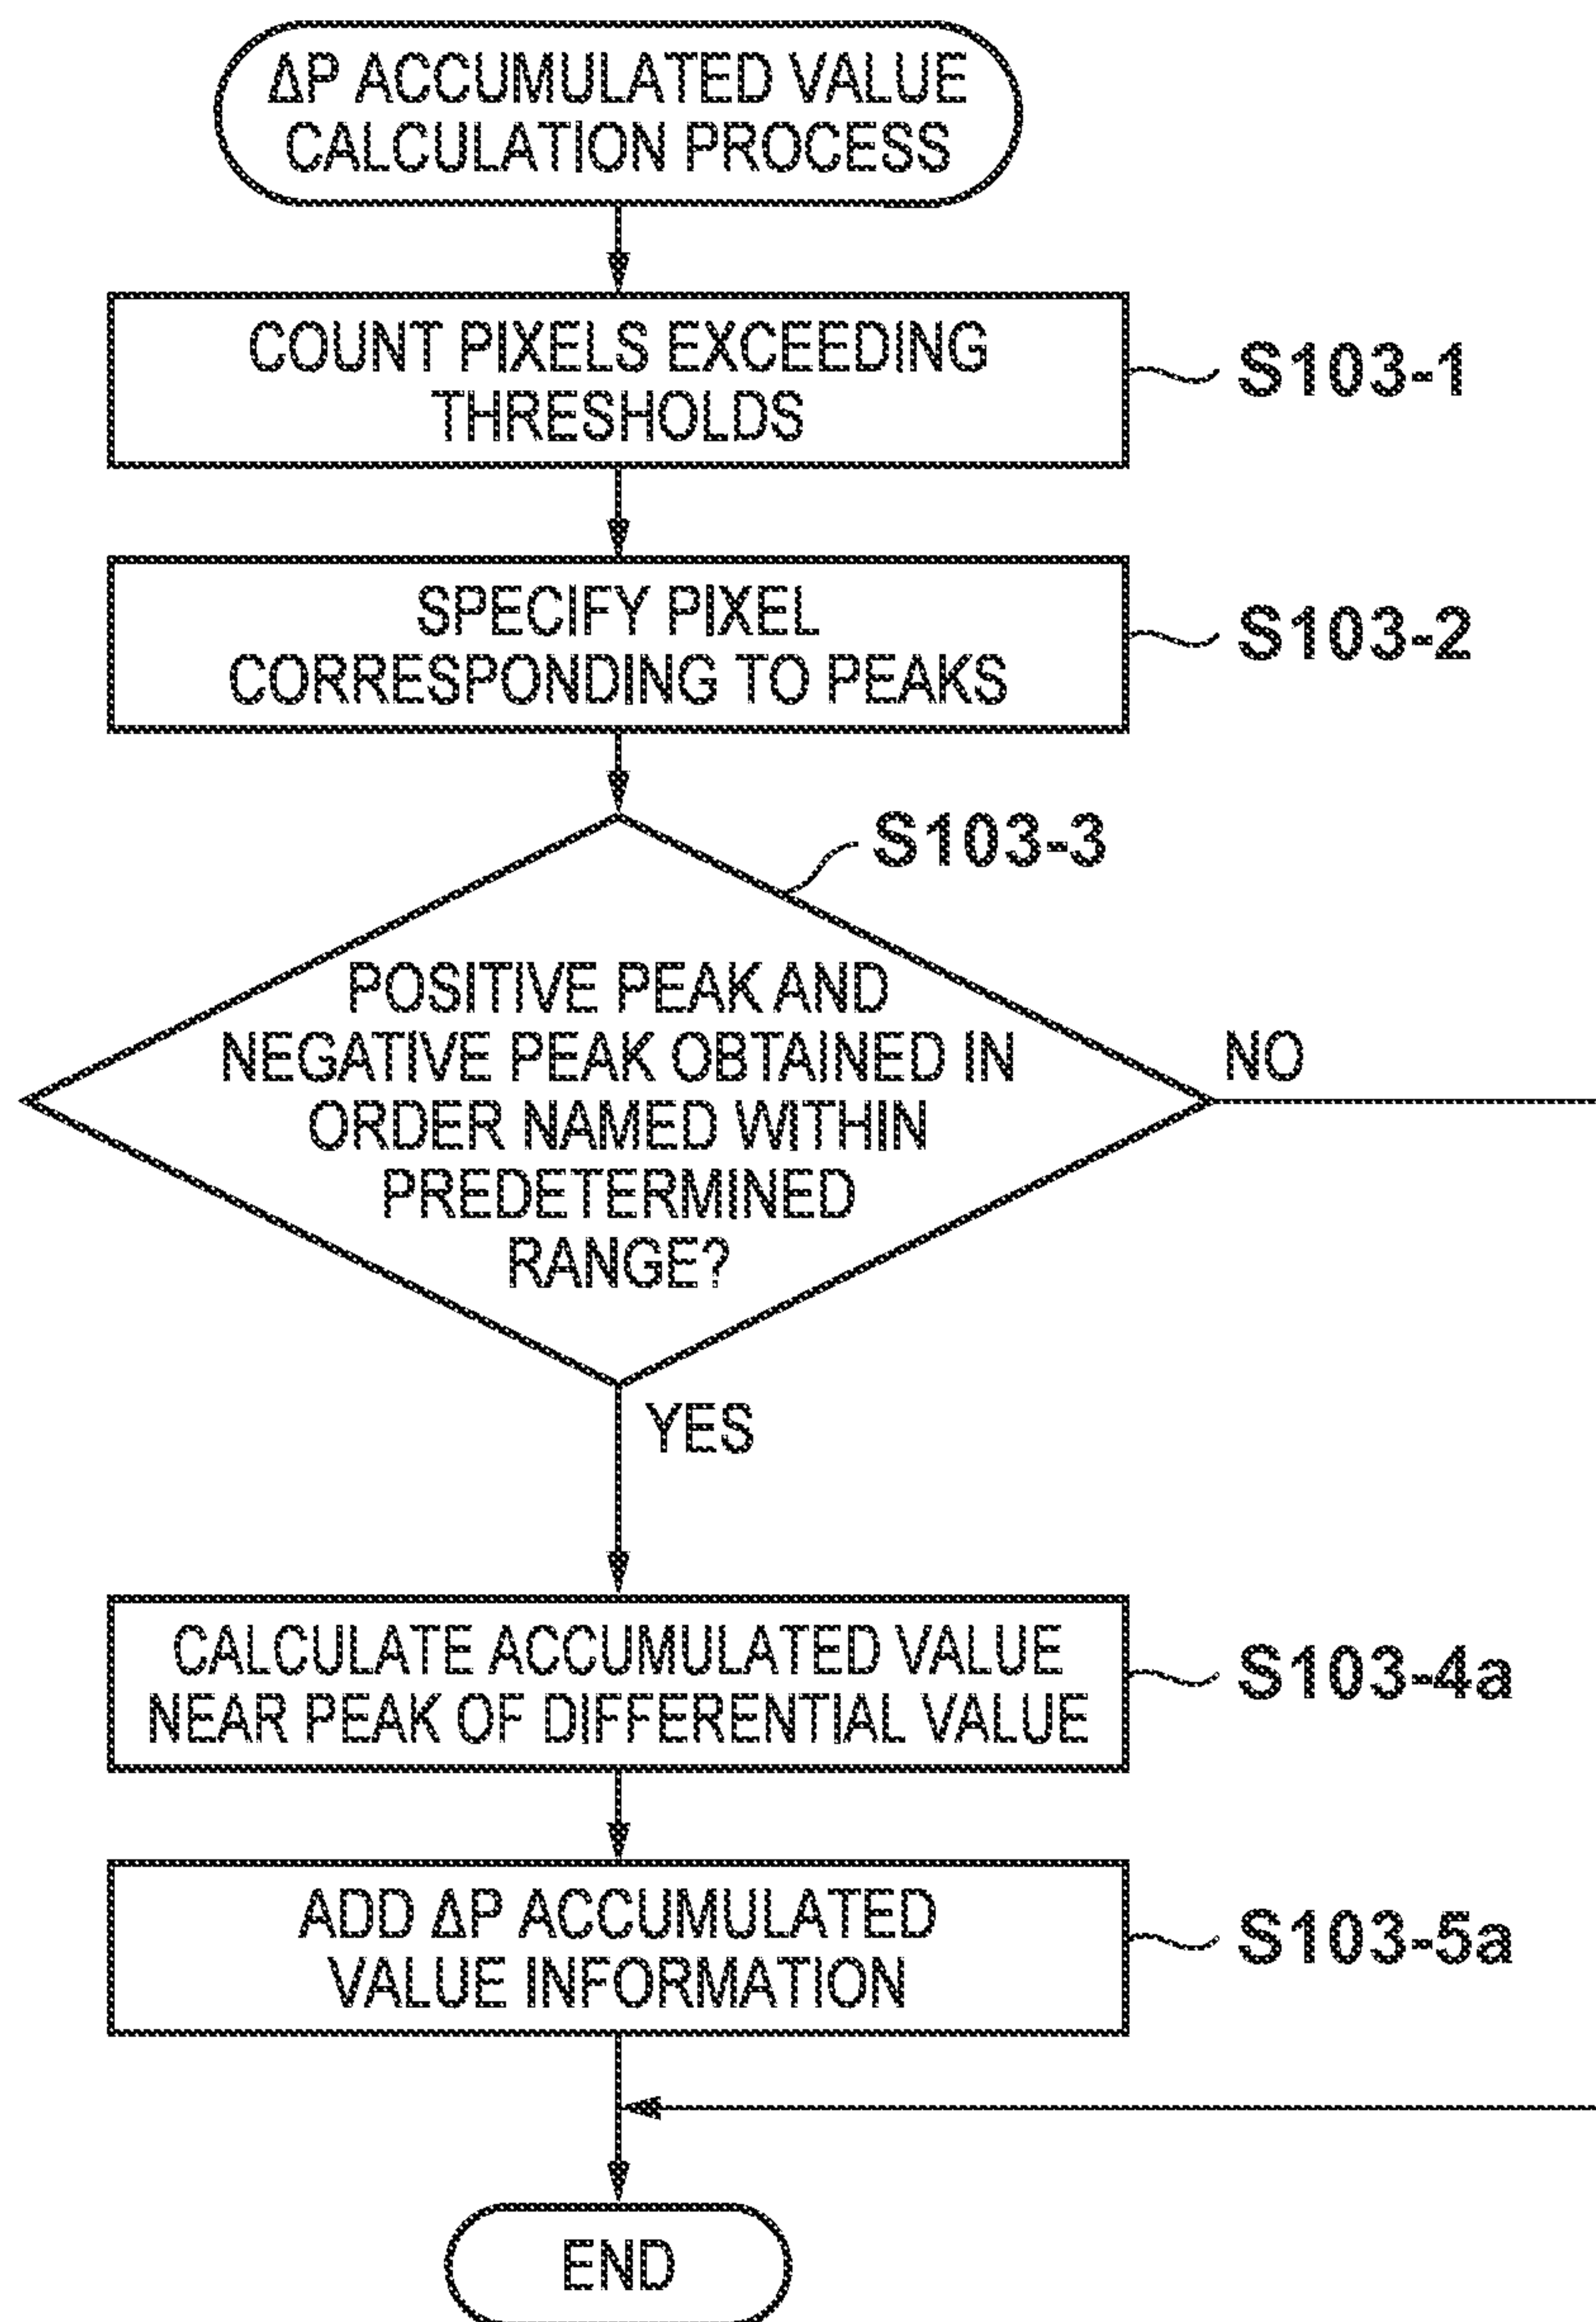 ΔP ACCUMULATED VALUE
CALCULATION PROCESS
COUNT PIXELS EXCEEDING
THRESHOLDS
S103-1
SPECIFY PIXEL
CORRESPONDING TO PEAKS
S103-2
S103-3
POSITIVE PEAK AND
NEGATIVE PEAK OBTAINED IN
ORDER NAMED WITHIN
PREDETERMINED
RANGE?
NO
YES
CALCULATE ACCUMULATED VALUE
NEAR PEAK OF DIFFERENTIAL VALUE
S103-4a
ADD ΔP ACCUMULATED
VALUE INFORMATION
S103-5a
END